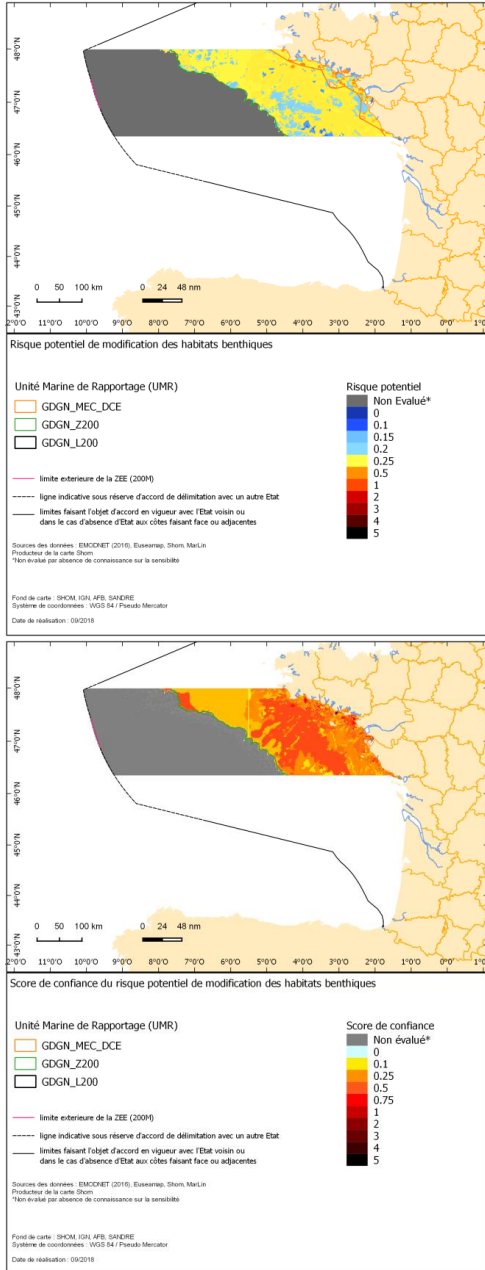 48°0'N
47°0'N
46°0'N
45°0'N
44°0'N
43°0'N
0 50 100 km
0 24 48 nm
2°0'O 11°0'O 10°0'O 9°0'O 8°0'O 7°0'O 6°0'O 5°0'O 4°0'O 3°0'O 2°0'O 1°0'O 0°0' 1°0
Risque potentiel de modification des habitats benthiques
Unité Marine de Rapportage (UMR)
GDGN_MEC_DCE
GDGN_Z200
GDGN_L200
limite exterieure de la ZEE (200M)
ligne indicative sous réserve d'accord de délimitation avec un autre Etat
limites faisant l'objet d'accord en vigueur avec l'Etat voisin ou
dans le cas d'absence d'Etat aux côtes faisant face ou adjacentes
Risque potentiel
Non Evalué*
0
0.1
0.15
0.2
0.25
0.5
1
2
3
4
5
Sources des données : EMODNET (2016), Euseamap, Shom, MarLin
Producteur de la carte Shom
*Non évalué par absence de connaissance sur la sensibilité
Fond de carte : SHOM, IGN, AFB, SANDRE
Système de coordonnées : WGS 84 / Pseudo Mercator
Date de réalisation : 09/2018
48°0'N
47°0'N
46°0'N
45°0'N
44°0'N
43°0'N
0 50 100 km
0 24 48 nm
2°0'O 11°0'O 10°0'O 9°0'O 8°0'O 7°0'O 6°0'O 5°0'O 4°0'O 3°0'O 2°0'O 1°0'O 0°0' 1°0
Score de confiance du risque potentiel de modification des habitats benthiques
Unité Marine de Rapportage (UMR)
GDGN_MEC_DCE
GDGN_Z200
GDGN_L200
limite exterieure de la ZEE (200M)
ligne indicative sous réserve d'accord de délimitation avec un autre Etat
limites faisant l'objet d'accord en vigueur avec l'Etat voisin ou
dans le cas d'absence d'Etat aux côtes faisant face ou adjacentes
Score de confiance
Non évalué*
0
0.1
0.25
0.5
0.75
1
2
3
4
5
Sources des données : EMODNET (2016), Euseamap, Shom, MarLin
Producteur de la carte Shom
*Non évalué par absence de connaissance sur la sensibilité
Fond de carte : SHOM, IGN, AFB, SANDRE
Système de coordonnées : WGS 84 / Pseudo Mercator
Date de réalisation : 09/2018